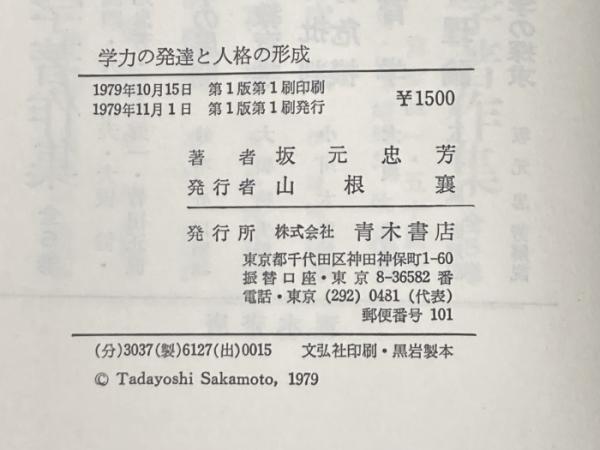 学力の発達と人格の形成
1979年10月15日 第1版第1刷印刷
1979年11月1日 第1版第1刷発行
¥1500
著者 坂元忠芳
発行者 山根襄
発行所 株式会社 青木書店
東京都千代田区神田神保町1-60
振替口座・東京 8-36582 番
電話・東京 (292) 0481 (代表)
郵便番号 101
(分)3037(製)6127(出)0015 文弘社印刷・黒岩製本
© Tadayoshi Sakamoto, 1979